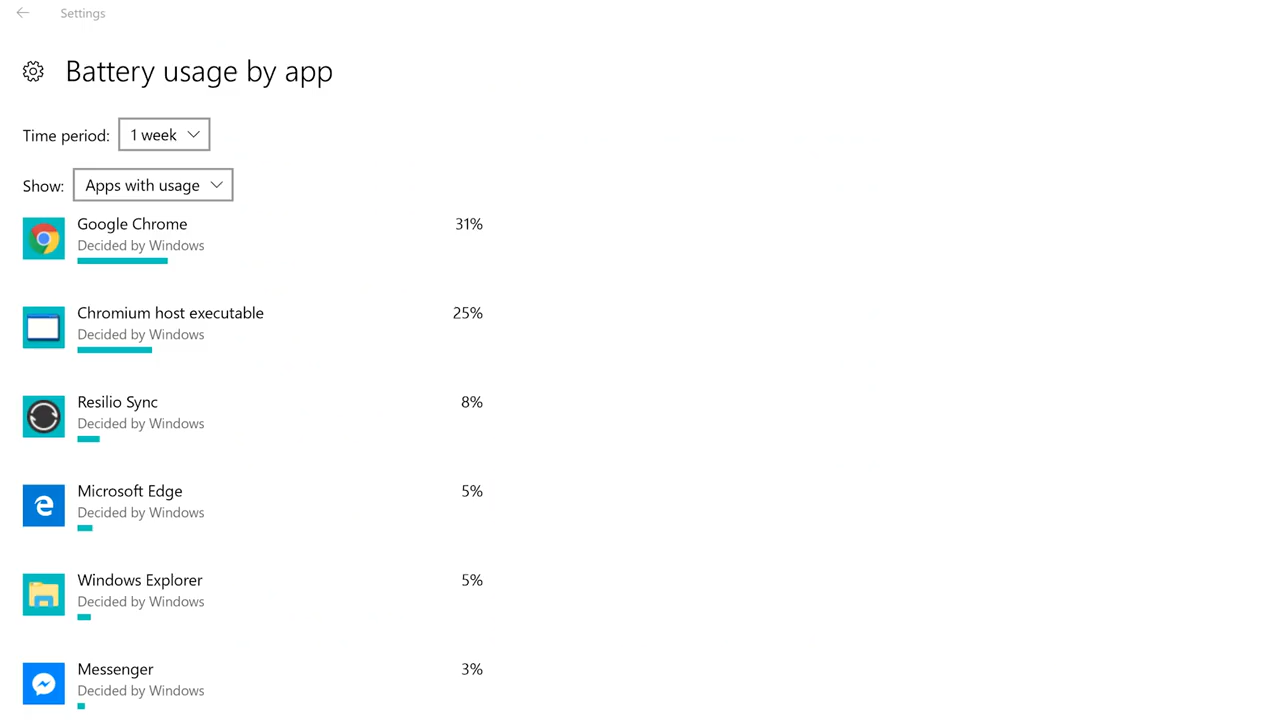 Settings
Battery usage by app
Time period: 1 week
Show: Apps with usage
Google Chrome 31%
Decided by Windows
Chromium host executable 25%
Decided by Windows
Resilio Sync 8%
Decided by Windows
Microsoft Edge 5%
Decided by Windows
Windows Explorer 5%
Decided by Windows
Messenger 3%
Decided by Windows